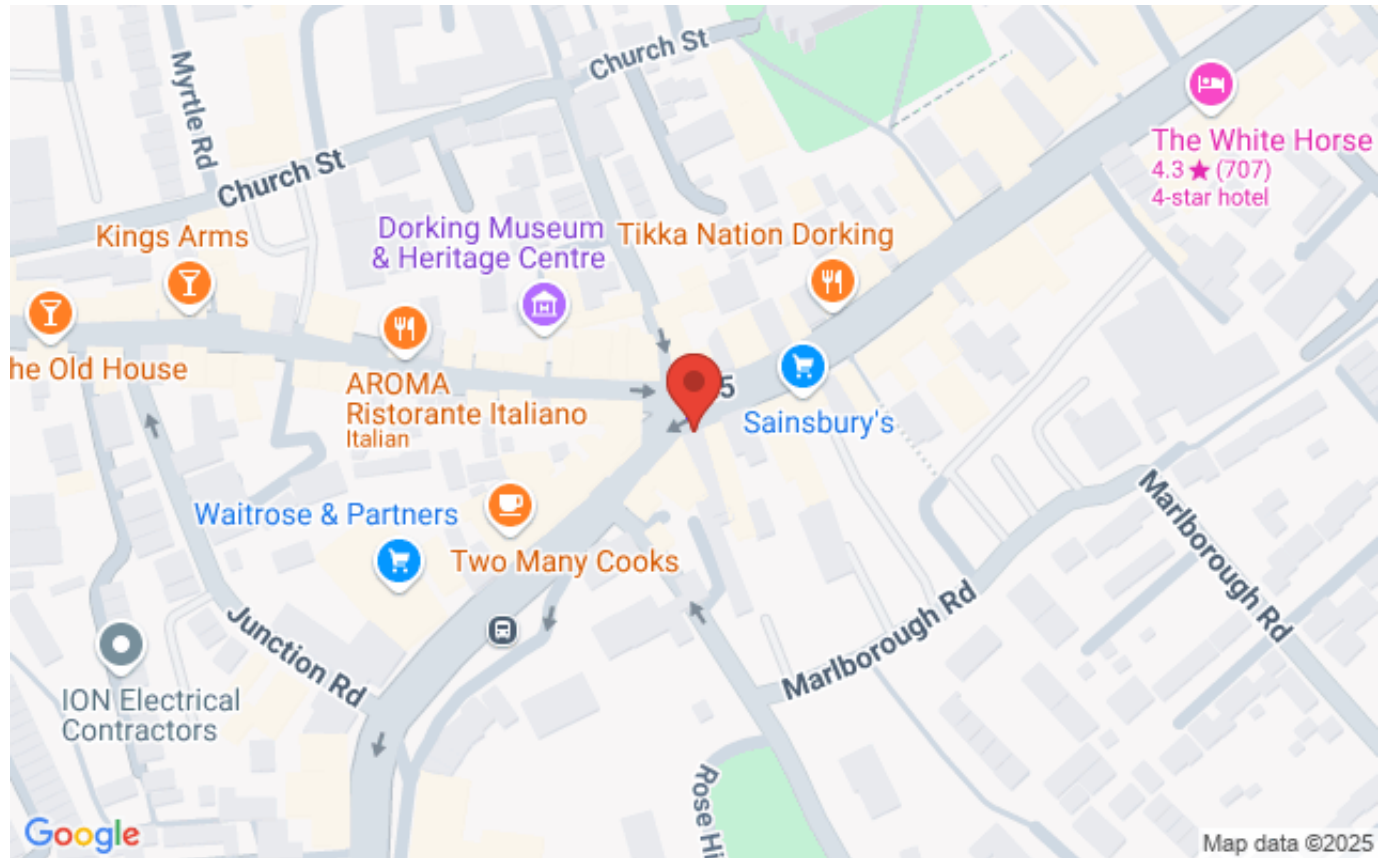 Church St
Myrtle Rd
The White Horse
4.3 ★ (707)
4-star hotel
Church St
Kings Arms
Dorking Museum
& Heritage Centre
Tikka Nation Dorking
he Old House
AROMA
Ristorante Italiano
Italian
5
Sainsbury's
Waitrose & Partners
Two Many Cooks
Marlborough Rd
Marlborough Rd
Junction Rd
ION Electrical
Contractors
Rose Hi
Google
Map data ©2025